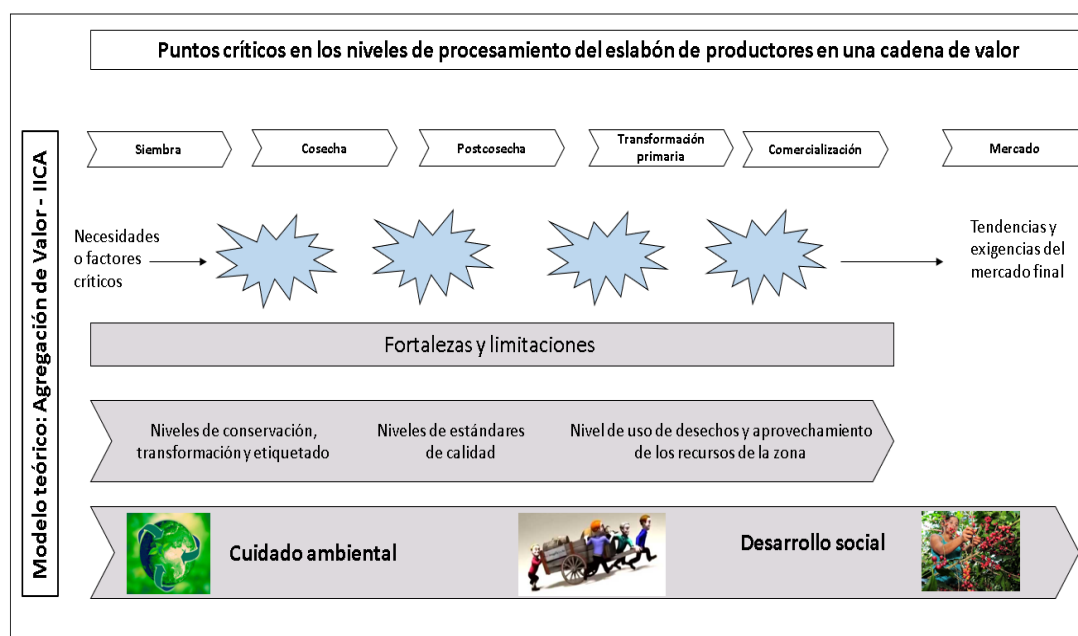 Puntos críticos en los niveles de procesamiento del eslabón de productores en una cadena de valor
Modelo teórico: Agregación de Valor - IICA
Siembra
Cosecha
Postcosecha
Transformación
primaria
Comercialización
Mercado
Necesidades
o factores
críticos
Tendencias y
exigencias del
mercado final
Fortalezas y limitaciones
Niveles de conservación,
transformación y etiquetado
Niveles de estándares
de calidad
Nivel de uso de desechos y aprovechamiento
de los recursos de la zona
Cuidado ambiental
Desarrollo social